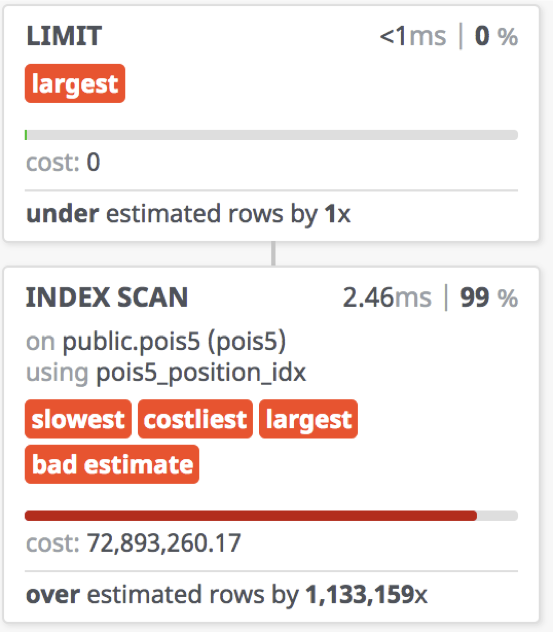 LIMIT <1ms | 0 %
largest
cost: 0
under estimated rows by 1x
INDEX SCAN 2.46ms | 99 %
on public.pois5 (pois5)
using pois5_position_idx
slowest costliest largest
bad estimate
cost: 72,893,260.17
over estimated rows by 1,133,159x